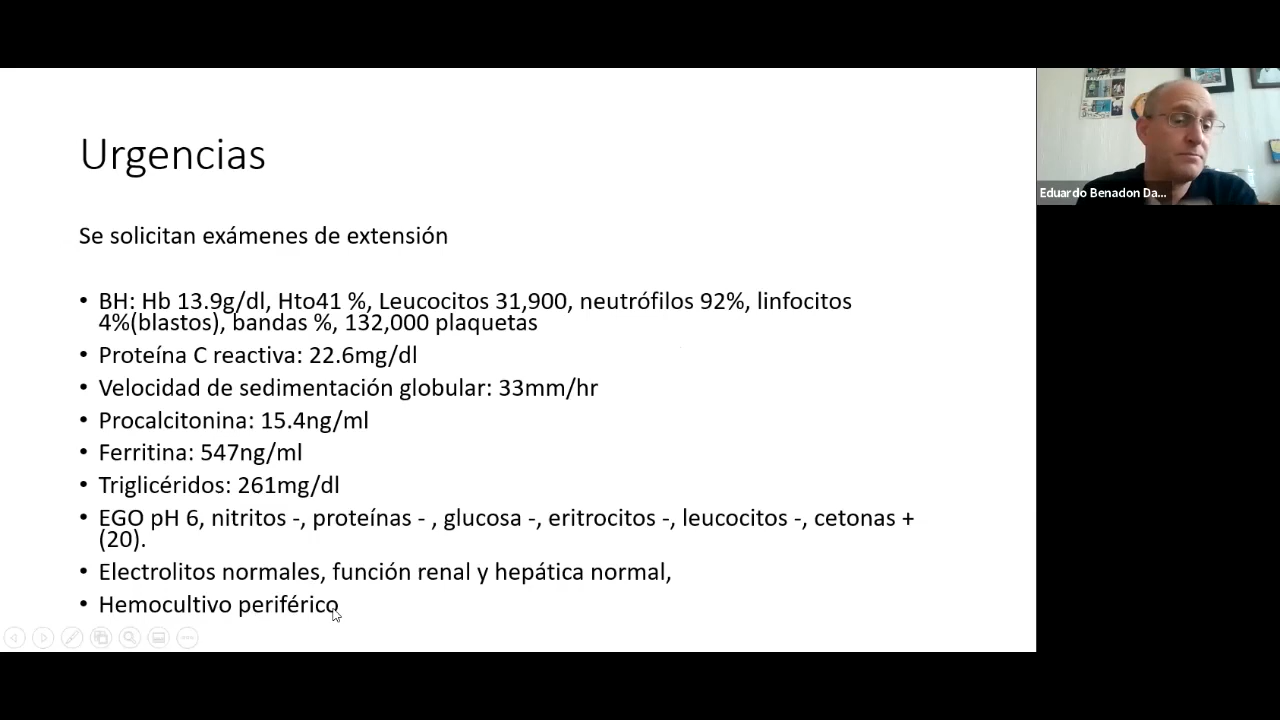 Urgencias
Se solicitan exámenes de extensión
• BH: Hb 13.9g/dl, Hto41 %, Leucocitos 31,900, neutrófilos 92%, linfocitos
4%(blastos), bandas %, 132,000 plaquetas
• Proteína C reactiva: 22.6mg/dl
• Velocidad de sedimentación globular: 33mm/hr
• Procalcitonina: 15.4ng/ml
• Ferritina: 547ng/ml
• Triglicéridos: 261mg/dl
• EGO pH 6, nitritos -, proteínas - , glucosa -, eritrocitos -, leucocitos -, cetonas +
(20).
• Electrolitos normales, función renal y hepática normal,
• Hemocultivo periférico
Eduardo Benadon Da...